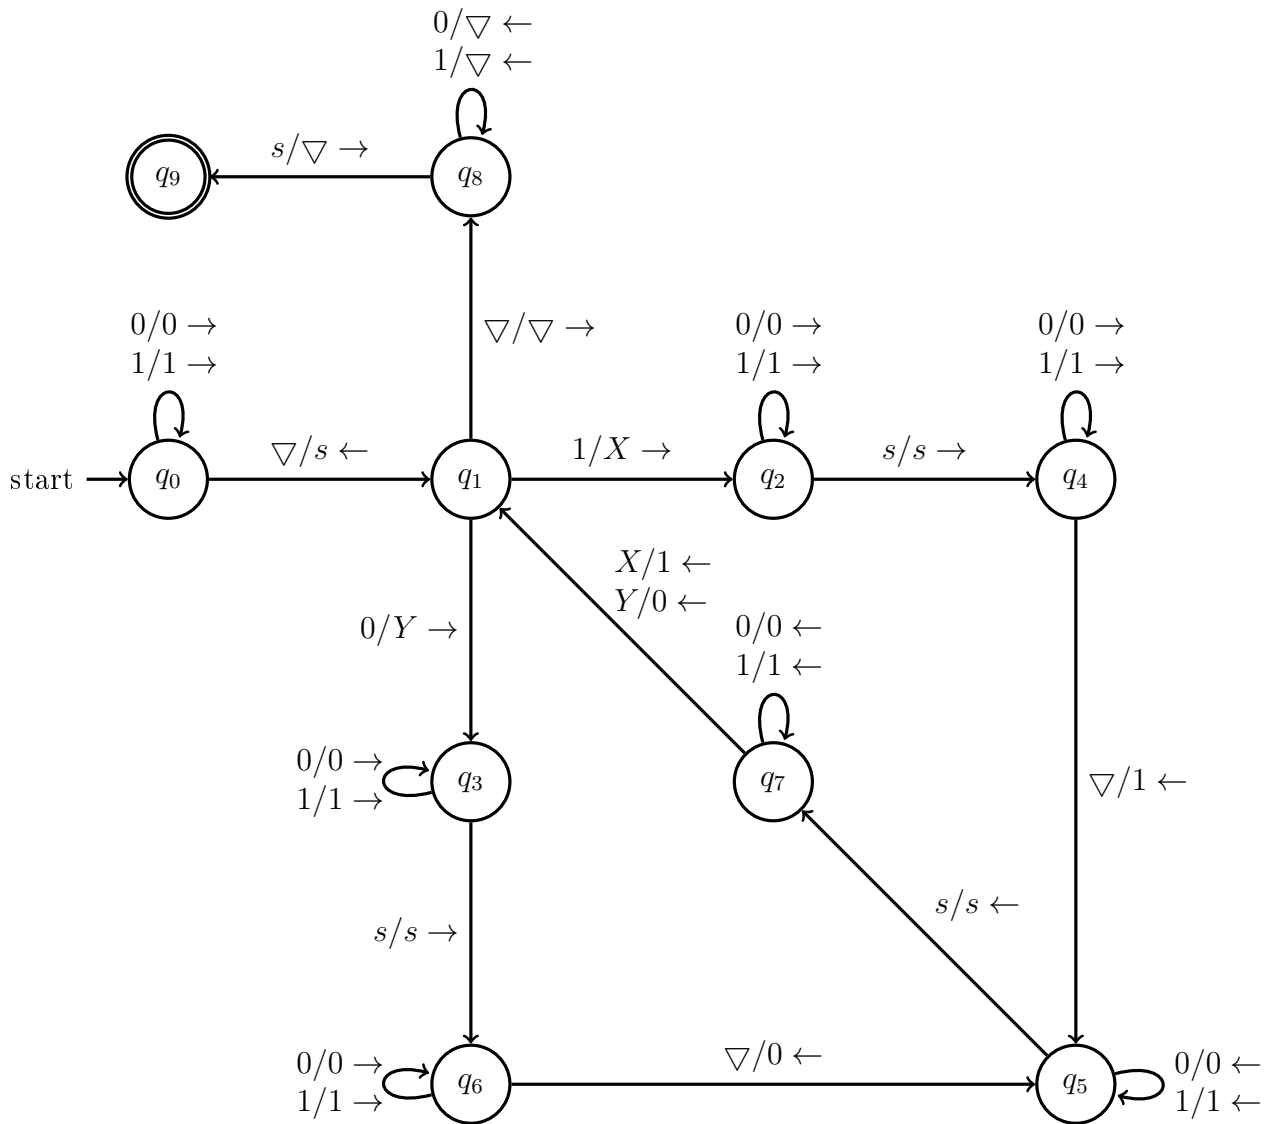 0/▽ ←
1/▽ ←
s/▽ →
q₉
q₈
▽/▽ →
0/0 →
1/1 →
0/0 →
1/1 →
0/0 →
1/1 →
start
q₀
▽/s ←
q₁
1/X →
q₂
s/s →
q₄
X/1 ←
Y/0 ←
0/Y →
0/0 ←
1/1 ←
0/0 →
1/1 →
q₃
q₇
▽/1 ←
s/s →
s/s ←
0/0 →
1/1 →
q₆
▽/0 ←
q₅
0/0 ←
1/1 ←